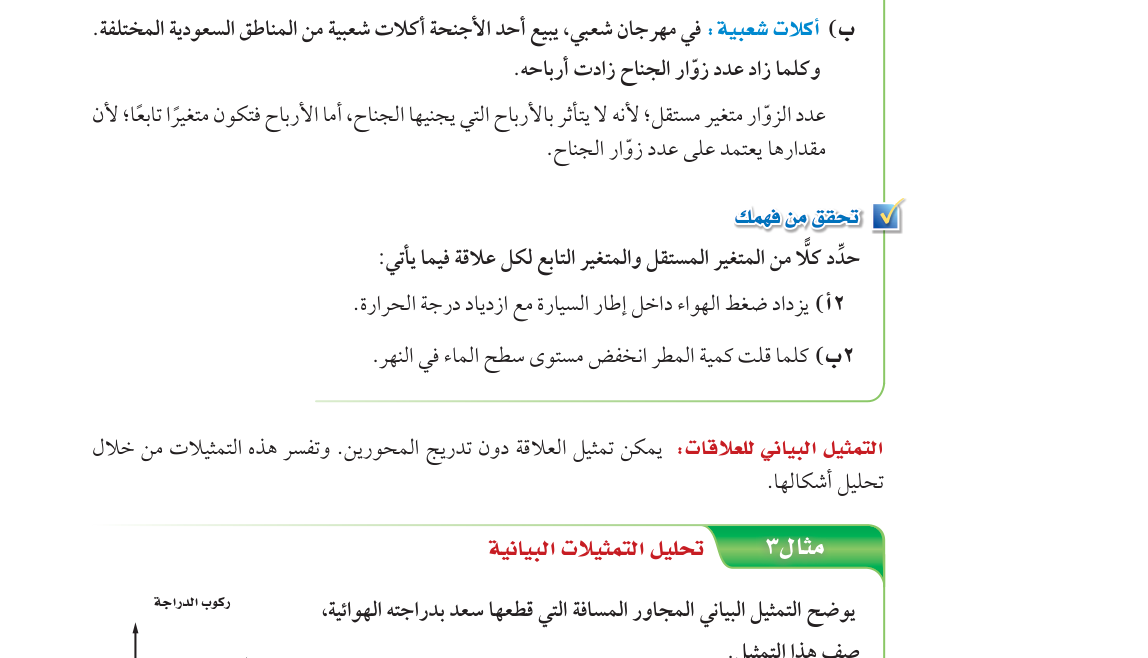 ب) أكلات شعبية : في مهرجان شعبي، يبيع أحد الأجنحة أكلات شعبية من المناطق السعودية المختلفة.
وكلما زاد عدد زوّار الجناح زادت أرباحه.
عدد الزوّار متغير مستقل؛ لأنه لا يتأثر بالأرباح التي يجنيها الجناح، أما الأرباح فتكون متغيرًا تابعًا؛ لأن
مقدارها يعتمد على عدد زوّار الجناح.
تحقق من فهمك
حدِّد كلًّا من المتغير المستقل والمتغير التابع لكل علاقة فيما يأتي:
٢أ) يزداد ضغط الهواء داخل إطار السيارة مع ازدياد درجة الحرارة.
٢ب) كلما قلت كمية المطر انخفض مستوى سطح الماء في النهر.
التمثيل البياني للعلاقات: يمكن تمثيل العلاقة دون تدريج المحورين. وتفسر هذه التمثيلات من خلال
تحليل أشكالها.
مثال ٣ تحليل التمثيلات البيانية
يوضح التمثيل البياني المجاور المسافة التي قطعها سعد بدراجته الهوائية،
صف هذا التمثيل.
ركوب الدراجة